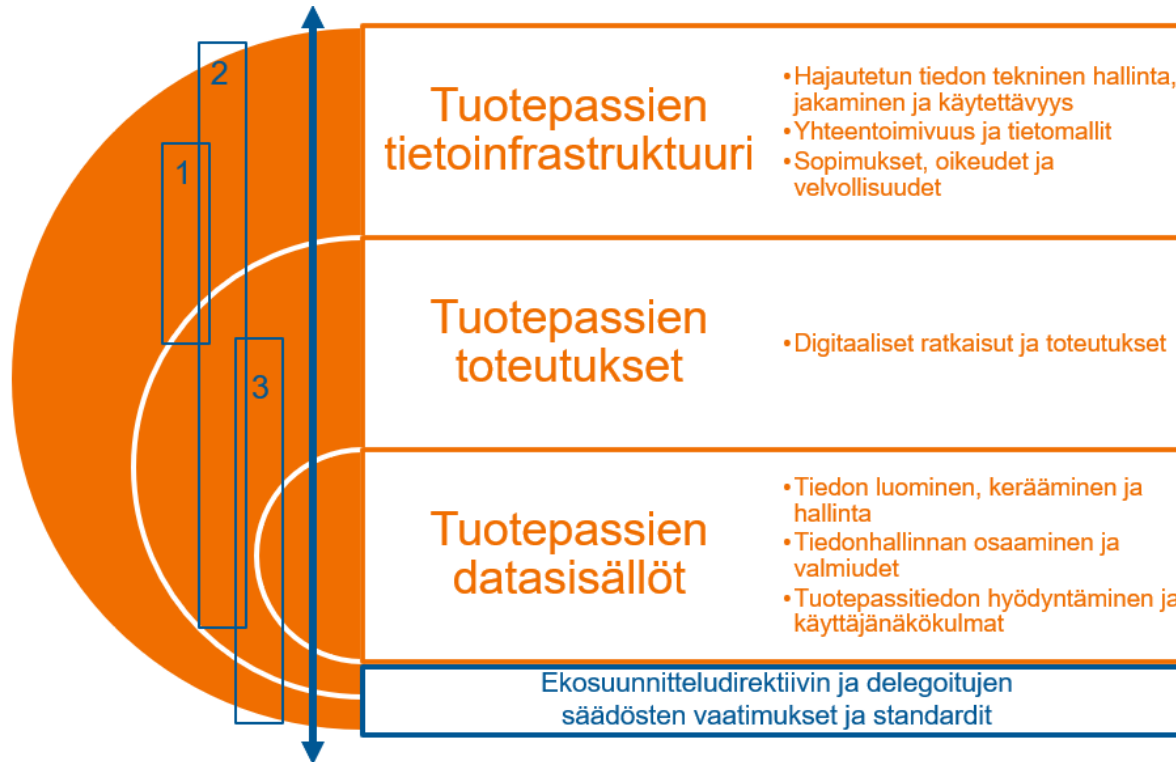 2
1
3
Tuotepassien
tietoinfrastruktuuri
•Hajautetun tiedon tekninen hallinta,
jakaminen ja käytettävyys
•Yhteentoimivuus ja tietomallit
•Sopimukset, oikeudet ja
velvollisuudet
Tuotepassien
toteutukset
•Digitaaliset ratkaisut ja toteutukset
Tuotepassien
datasisällöt
•Tiedon luominen, kerääminen ja
hallinta
•Tiedonhallinnan osaaminen ja
valmiudet
•Tuotepassitiedon hyödyntäminen ja
käyttäjänäkökulmat
Ekosuunnitteludirektiivin ja delegoitujen
säädösten vaatimukset ja standardit